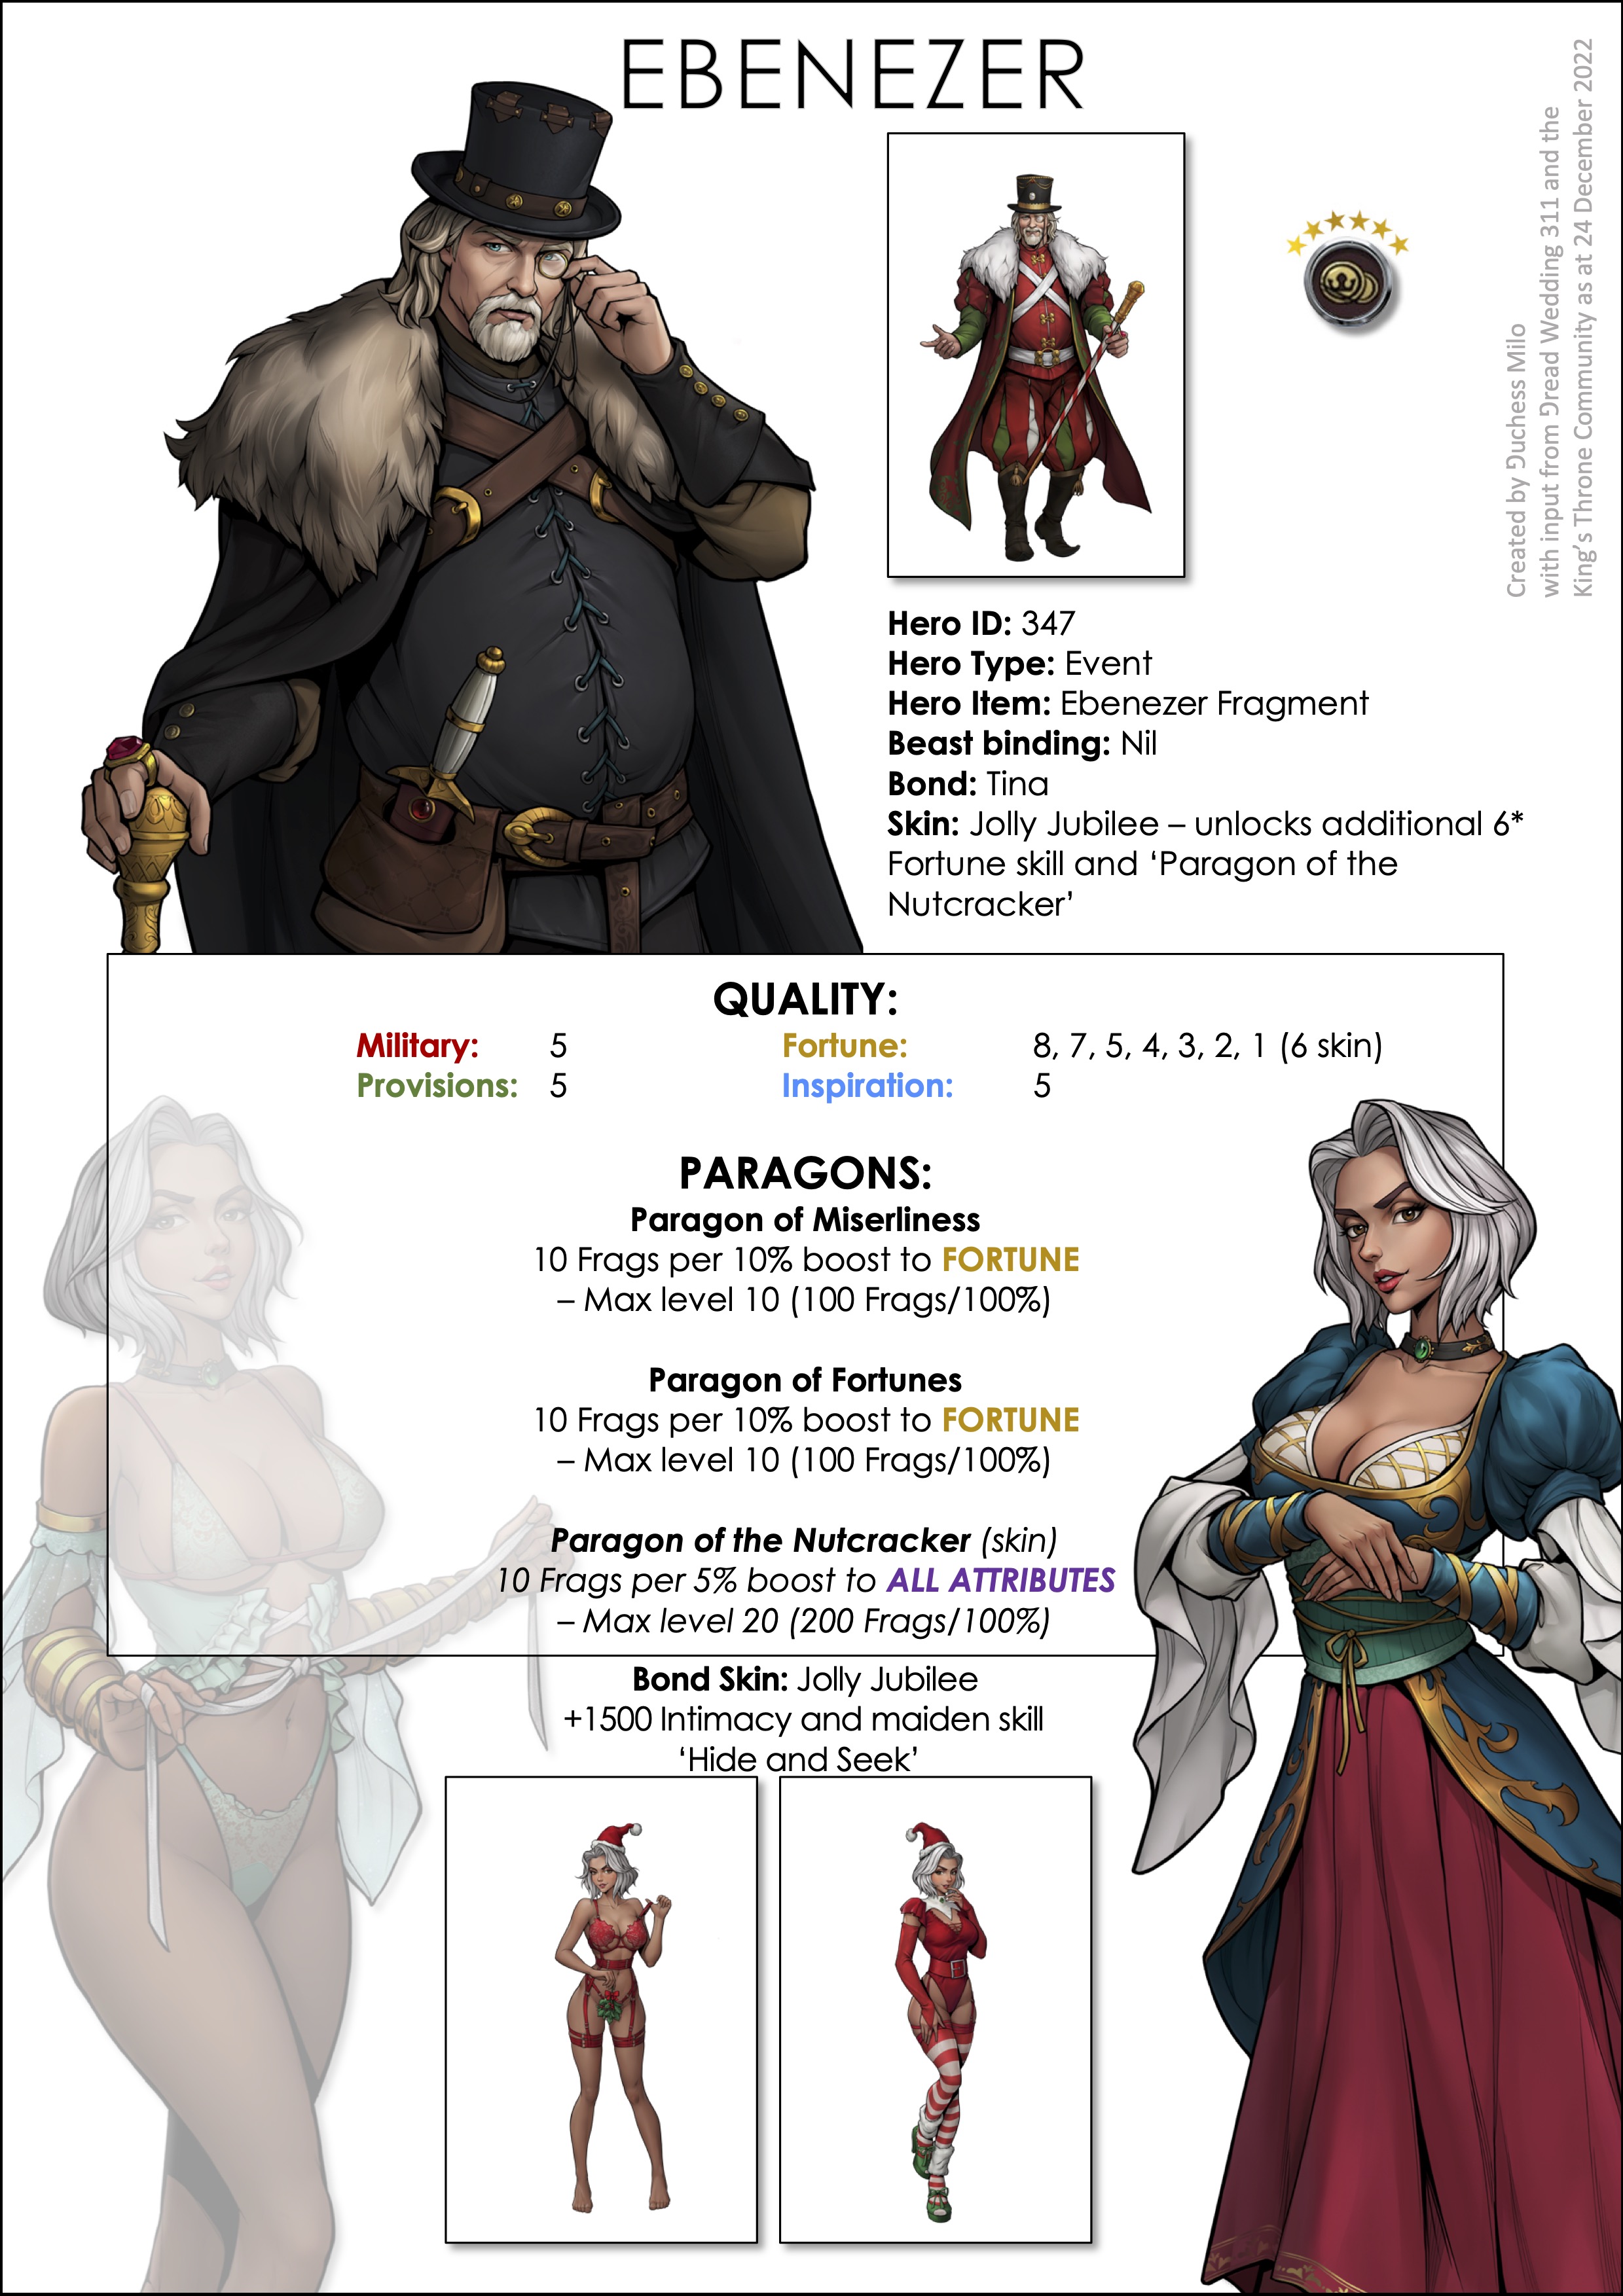 EBENEZER
Created by Duchess Milo
with input from Dread Wedding 311 and the
King's Throne Community as at 24 December 2022
Hero ID: 347
Hero Type: Event
Hero Item: Ebenezer Fragment
Beast binding: Nil
Bond: Tina
Skin: Jolly Jubilee – unlocks additional 6*
Fortune skill and ‘Paragon of the
Nutcracker’
QUALITY:
Military: 5 Fortune: 8, 7, 5, 4, 3, 2, 1 (6 skin)
Provisions: 5 Inspiration: 5
PARAGONS:
Paragon of Miserliness
10 Frags per 10% boost to FORTUNE
– Max level 10 (100 Frags/100%)
Paragon of Fortunes
10 Frags per 10% boost to FORTUNE
– Max level 10 (100 Frags/100%)
Paragon of the Nutcracker (skin)
10 Frags per 5% boost to ALL ATTRIBUTES
– Max level 20 (200 Frags/100%)
Bond Skin: Jolly Jubilee
+1500 Intimacy and maiden skill
‘Hide and Seek’